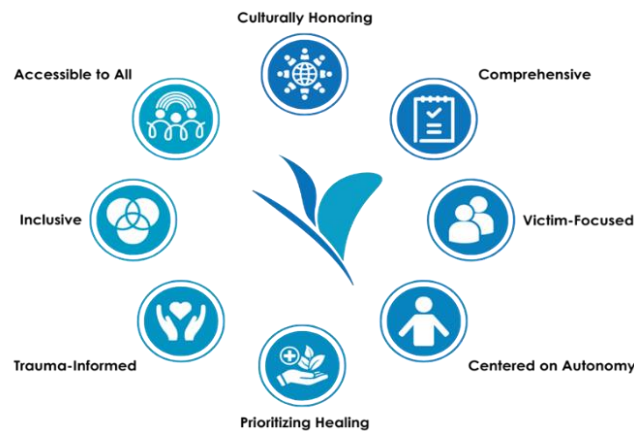 Culturally Honoring
Accessible to All
Comprehensive
Inclusive
Victim-Focused
Trauma-Informed
Centered on Autonomy
Prioritizing Healing